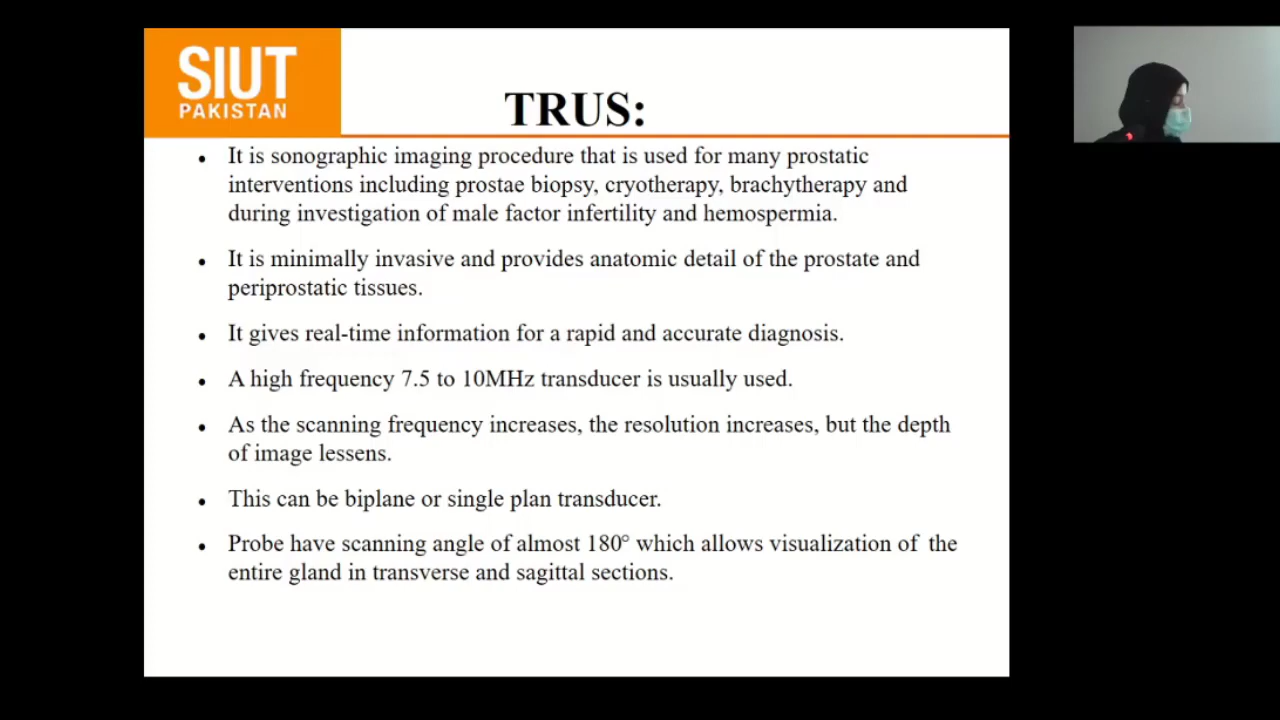 SIUT
PAKISTAN
TRUS:
• It is sonographic imaging procedure that is used for many prostatic
interventions including prostae biopsy, cryotherapy, brachytherapy and
during investigation of male factor infertility and hemospermia.
• It is minimally invasive and provides anatomic detail of the prostate and
periprostatic tissues.
• It gives real-time information for a rapid and accurate diagnosis.
• A high frequency 7.5 to 10MHz transducer is usually used.
• As the scanning frequency increases, the resolution increases, but the depth
of image lessens.
• This can be biplane or single plan transducer.
• Probe have scanning angle of almost 180° which allows visualization of the
entire gland in transverse and sagittal sections.